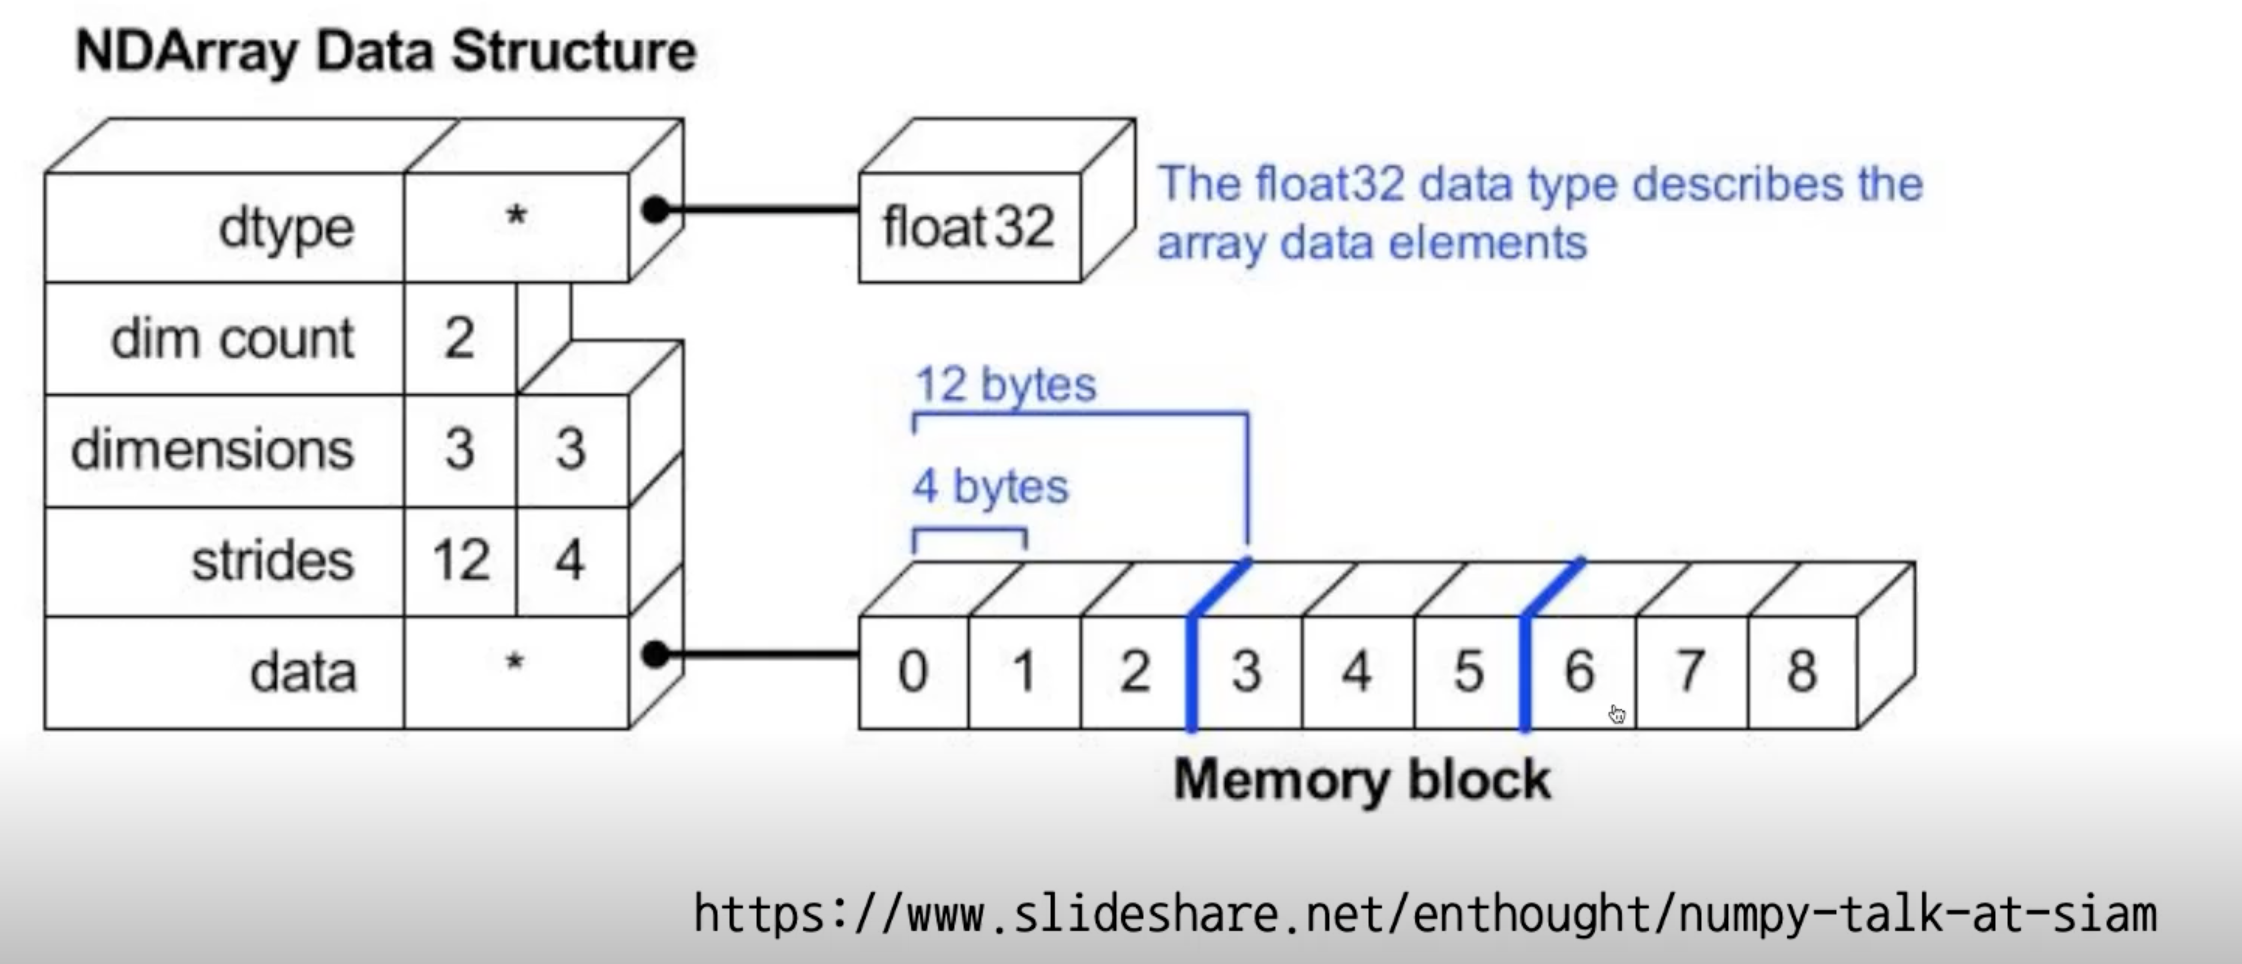 NDArray Data Structure
dtype *
float32
The float32 data type describes the
array data elements
dim count 2
dimensions 3 3
strides 12 4
data *
12 bytes
4 bytes
0 1 2 3 4 5 6 7 8
Memory block
https://www.slideshare.net/enthought/numpy-talk-at-siam